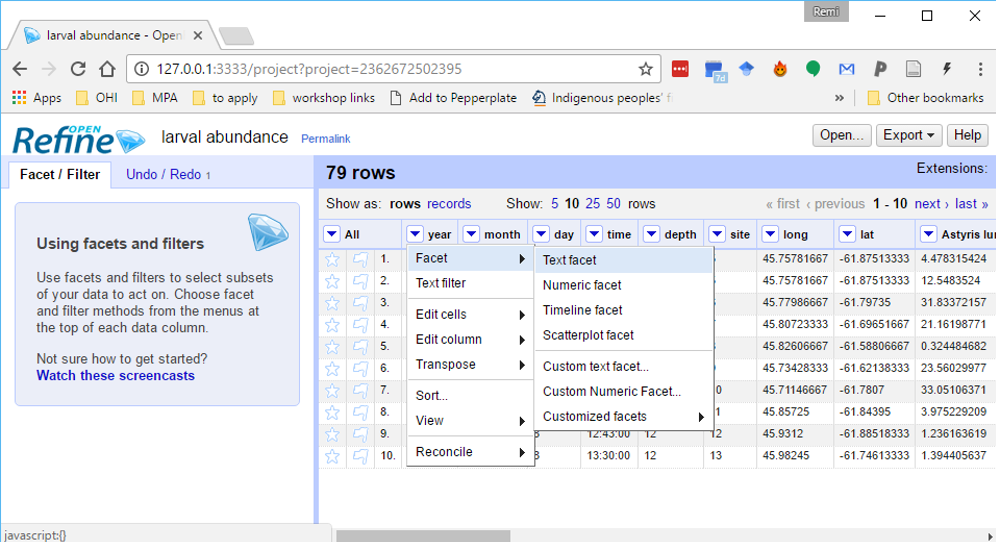 Remi
larval abundance - Open
127.0.0.1:3333/project?project=2362672502395
7d
Apps OHI MPA to apply workshop links Add to Pepperplate Indigenous peoples' f » Other bookmarks
OPEN
Refine larval abundance Permalink Open... Export Help
Facet / Filter Undo / Redo 1 79 rows Extensions:
Show as: rows records Show: 5 10 25 50 rows « first ‹ previous 1 - 10 next › last »
All year month day time depth site long lat Astyris lun
Using facets and filters
Use facets and filters to select subsets
of your data to act on. Choose facet
and filter methods from the menus at
the top of each data column.
Not sure how to get started?
Watch these screencasts
Facet
Text filter
Edit cells
Edit column
Transpose
Sort...
View
Reconcile
Text facet
Numeric facet
Timeline facet
Scatterplot facet
Custom text facet...
Custom Numeric Facet...
Customized facets
1. 45.75781667 -61.87513333 4.478315424
2. 45.75781667 -61.87513333 12.5483524
3. 45.77986667 -61.79735 31.83372157
4. 45.80723333 -61.69651667 21.16198771
5. 45.82606667 -61.58806667 0.324484682
6. 45.73428333 -61.62138333 23.56029977
7. 0 45.71146667 -61.7807 33.05106371
8. 1 45.85725 -61.84395 3.975229209
9. 12:43:00 12 12 45.9312 -61.88518333 1.236163619
10. 13:30:00 12 13 45.98245 -61.74613333 1.394405637
javascript:{}